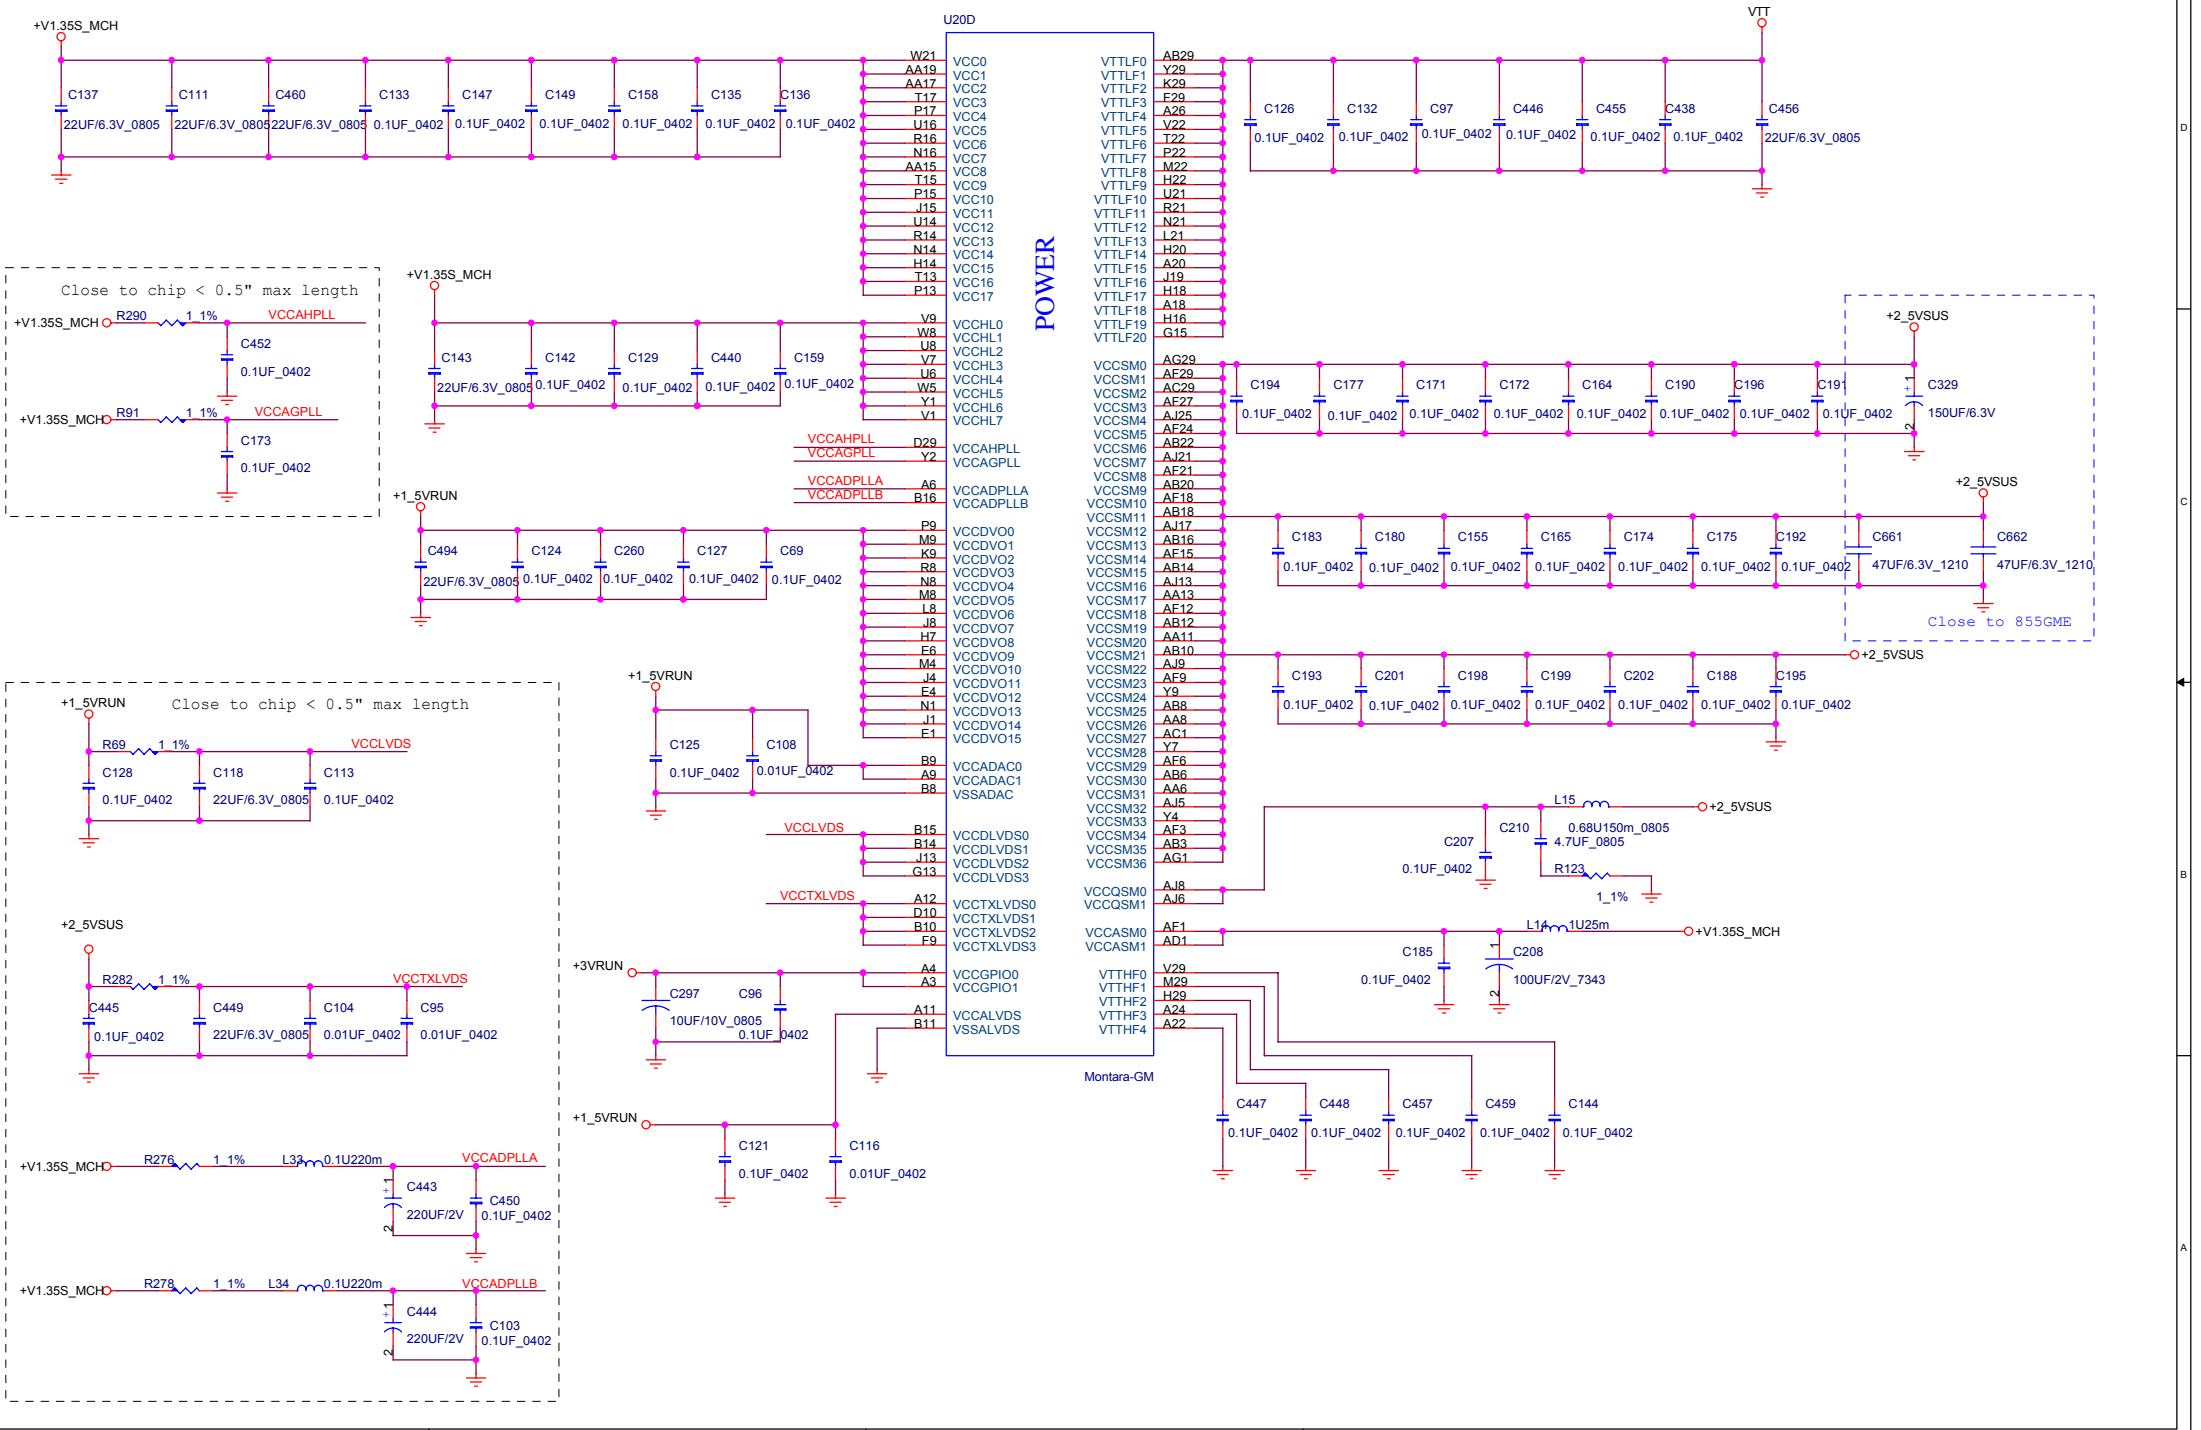 U20D
POWER
Montara-GM
+V1.35S_MCH
C137
22UF/6.3V_0805
C111
22UF/6.3V_0805
C460
22UF/6.3V_0805
C133
0.1UF_0402
C147
0.1UF_0402
C149
0.1UF_0402
C158
0.1UF_0402
C135
0.1UF_0402
C136
0.1UF_0402
W21 VCC0
AA19 VCC1
AA17 VCC2
T17 VCC3
P17 VCC4
U16 VCC5
R16 VCC6
N16 VCC7
AA15 VCC8
T15 VCC9
P15 VCC10
J15 VCC11
U14 VCC12
R14 VCC13
N14 VCC14
H14 VCC15
T13 VCC16
P13 VCC17
Close to chip < 0.5" max length
+V1.35S_MCH R290 1_1% VCCAHPLL
C452
0.1UF_0402
+V1.35S_MCH R91 1_1% VCCAGPLL
C173
0.1UF_0402
+V1.35S_MCH
C143
22UF/6.3V_0805
C142
0.1UF_0402
C129
0.1UF_0402
C440
0.1UF_0402
C159
0.1UF_0402
V9 VCCHL0
W8 VCCHL1
U8 VCCHL2
V7 VCCHL3
U6 VCCHL4
W5 VCCHL5
Y1 VCCHL6
V1 VCCHL7
VCCAHPLL D29 VCCAHPLL
VCCAGPLL Y2 VCCAGPLL
VCCADPLLA A6 VCCADPLLA
VCCADPLLB B16 VCCADPLLB
+1_5VRUN
C494
22UF/6.3V_0805
C124
0.1UF_0402
C260
0.1UF_0402
C127
0.1UF_0402
C69
0.1UF_0402
P9 VCCDVO0
M9 VCCDVO1
K9 VCCDVO2
R8 VCCDVO3
N8 VCCDVO4
M8 VCCDVO5
L8 VCCDVO6
J8 VCCDVO7
H7 VCCDVO8
E6 VCCDVO9
M4 VCCDVO10
J4 VCCDVO11
E4 VCCDVO12
N1 VCCDVO13
J1 VCCDVO14
E1 VCCDVO15
+1_5VRUN
C125
0.1UF_0402
C108
0.01UF_0402
B9 VCCADAC0
A9 VCCADAC1
B8 VSSADAC
VCCLVDS
B15 VCCDLVDS0
B14 VCCDLVDS1
J13 VCCDLVDS2
G13 VCCDLVDS3
VCCTXLVDS
A12 VCCTXLVDS0
D10 VCCTXLVDS1
B10 VCCTXLVDS2
F9 VCCTXLVDS3
+3VRUN
C297
10UF/10V_0805
C96
0.1UF_0402
A4 VCCGPIO0
A3 VCCGPIO1
A11 VCCALVDS
B11 VSSALVDS
+1_5VRUN
C121
0.1UF_0402
C116
0.01UF_0402
+1_5VRUN
Close to chip < 0.5" max length
R69 1_1% VCCLVDS
C128
0.1UF_0402
C118
22UF/6.3V_0805
C113
0.1UF_0402
+2_5VSUS
R282 1_1% VCCTXLVDS
C445
0.1UF_0402
C449
22UF/6.3V_0805
C104
0.01UF_0402
C95
0.01UF_0402
+V1.35S_MCH R276 1_1% L33 0.1U220m VCCADPLLA
+ 1
2
C443
220UF/2V
C450
0.1UF_0402
+V1.35S_MCH R278 1_1% L34 0.1U220m VCCADPLLB
+ 1
2
C444
220UF/2V
C103
0.1UF_0402
VTT
VTTLF0 AB29
VTTLF1 Y29
VTTLF2 K29
VTTLF3 F29
VTTLF4 A26
VTTLF5 V22
VTTLF6 T22
VTTLF7 P22
VTTLF8 M22
VTTLF9 H22
VTTLF10 U21
VTTLF11 R21
VTTLF12 N21
VTTLF13 L21
VTTLF14 H20
VTTLF15 A20
VTTLF16 J19
VTTLF17 H18
VTTLF18 A18
VTTLF19 H16
VTTLF20 G15
C126
0.1UF_0402
C132
0.1UF_0402
C97
0.1UF_0402
C446
0.1UF_0402
C455
0.1UF_0402
C438
0.1UF_0402
C456
22UF/6.3V_0805
VCCSM0 AG29
VCCSM1 AF29
VCCSM2 AC29
VCCSM3 AF27
VCCSM4 AJ25
VCCSM5 AF24
VCCSM6 AB22
VCCSM7 AJ21
VCCSM8 AF21
VCCSM9 AB20
VCCSM10 AF18
VCCSM11 AB18
VCCSM12 AJ17
VCCSM13 AB16
VCCSM14 AF15
VCCSM15 AB14
VCCSM16 AJ13
VCCSM17 AA13
VCCSM18 AF12
VCCSM19 AB12
VCCSM20 AA11
VCCSM21 AB10
VCCSM22 AJ9
VCCSM23 AF9
VCCSM24 Y9
VCCSM25 AB8
VCCSM26 AA8
VCCSM27 AC1
VCCSM28 Y7
VCCSM29 AF6
VCCSM30 AB6
VCCSM31 AA6
VCCSM32 AJ5
VCCSM33 Y4
VCCSM34 AF3
VCCSM35 AB3
VCCSM36 AG1
+2_5VSUS
C194
0.1UF_0402
C177
0.1UF_0402
C171
0.1UF_0402
C172
0.1UF_0402
C164
0.1UF_0402
C190
0.1UF_0402
C196
0.1UF_0402
C191
0.1UF_0402
+ 1
2
C329
150UF/6.3V
+2_5VSUS
C183
0.1UF_0402
C180
0.1UF_0402
C155
0.1UF_0402
C165
0.1UF_0402
C174
0.1UF_0402
C175
0.1UF_0402
C192
0.1UF_0402
C661
47UF/6.3V_1210
C662
47UF/6.3V_1210
Close to 855GME
+2_5VSUS
C193
0.1UF_0402
C201
0.1UF_0402
C198
0.1UF_0402
C199
0.1UF_0402
C202
0.1UF_0402
C188
0.1UF_0402
C195
0.1UF_0402
VCCQSM0 AJ8
VCCQSM1 AJ6
L15
0.68U150m_0805
+2_5VSUS
C207
0.1UF_0402
C210
4.7UF_0805
R123
1_1%
VCCASM0 AF1
VCCASM1 AD1
L14 1U25m
+V1.35S_MCH
C185
0.1UF_0402
1
2
C208
100UF/2V_7343
VTTHF0 V29
VTTHF1 M29
VTTHF2 H29
VTTHF3 A24
VTTHF4 A22
C447
0.1UF_0402
C448
0.1UF_0402
C457
0.1UF_0402
C459
0.1UF_0402
C144
0.1UF_0402
D
C
B
A